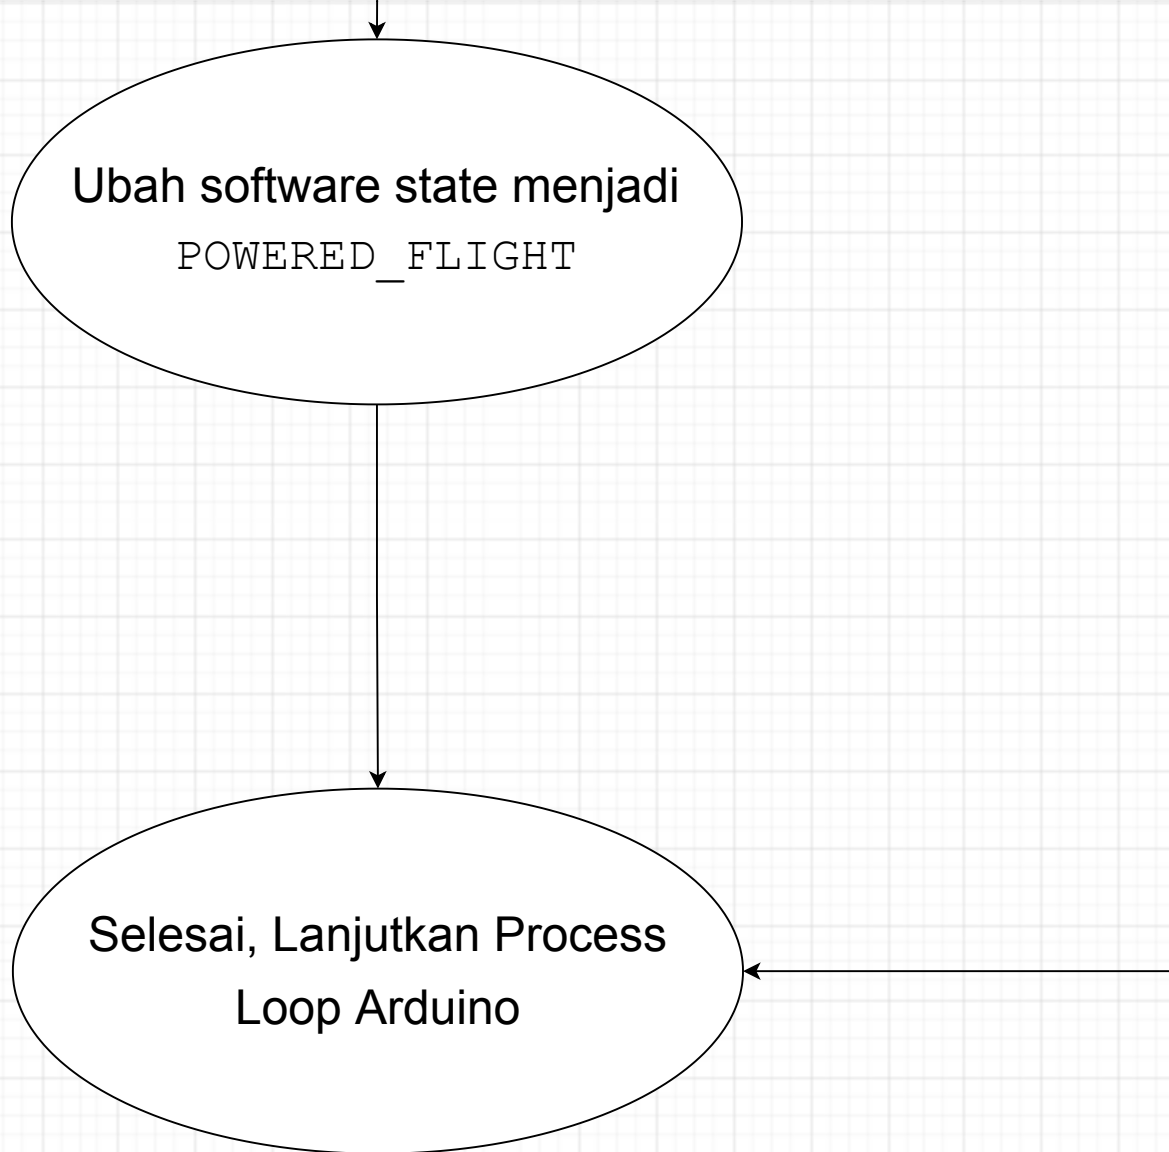 Ubah software state menjadi
POWERED_FLIGHT
Selesai, Lanjutkan Process
Loop Arduino